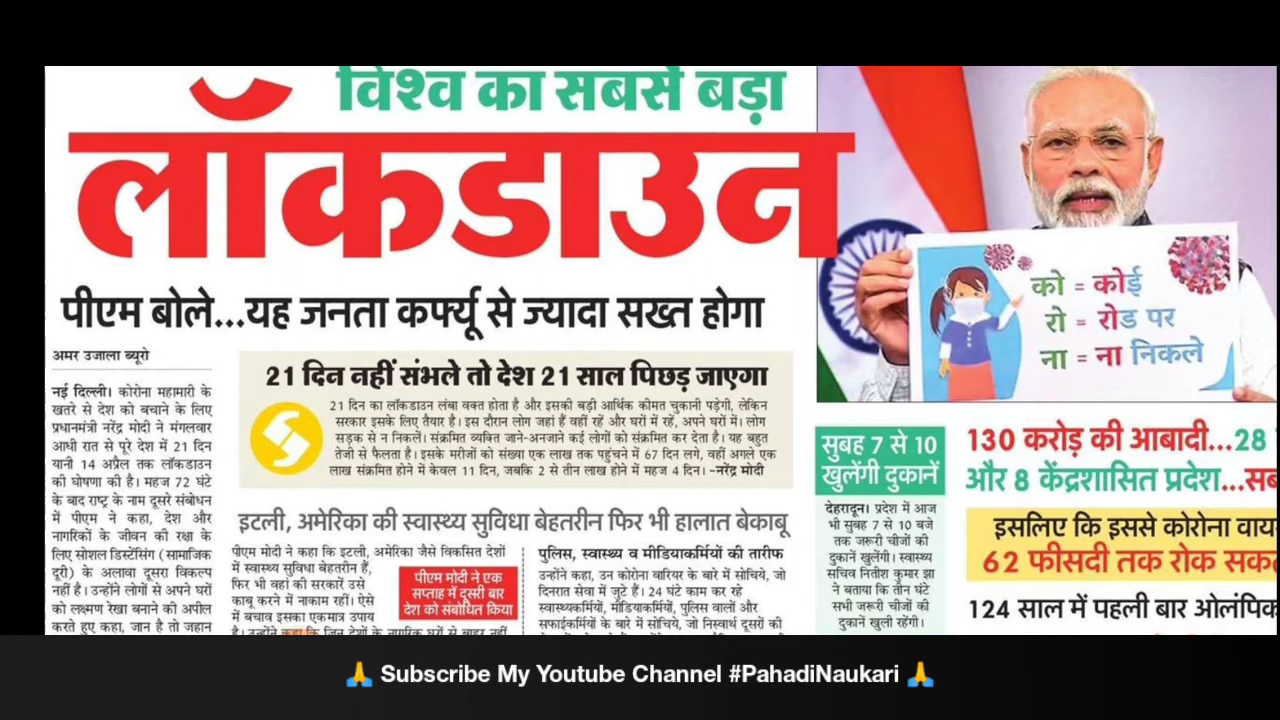 विश्व का सबसे बड़ा
लॉकडाउन
पीएम बोले...यह जनता कर्फ्यू से ज्यादा सख्त होगा
अमर उजाला ब्यूरो
नई दिल्ली। कोरोना महामारी के
खतरे से देश को बचाने के लिए
प्रधानमंत्री नरेंद्र मोदी ने मंगलवार
आधी रात से पूरे देश में 21 दिन
यानी 14 अप्रैल तक लॉकडाउन
की घोषणा की है। महज 72 घंटे
के बाद राष्ट्र के नाम दूसरे संबोधन
में पीएम ने कहा, देश और
नागरिकों के जीवन की रक्षा के
लिए सोशल डिस्टेंसिंग (सामाजिक
दूरी) के अलावा दूसरा विकल्प
नहीं है। उन्होंने लोगों से अपने घरों
को लक्ष्मण रेखा बनाने की अपील
करते हुए कहा, जान है तो जहान
21 दिन नहीं संभले तो देश 21 साल पिछड़ जाएगा
21 दिन का लॉकडाउन लंबा वक्त होता है और इसकी बड़ी आर्थिक कीमत चुकानी पड़ेगी, लेकिन
सरकार इसके लिए तैयार है। इस दौरान लोग जहां हैं वहीं रहें और घरों में रहें, अपने घरों में। लोग
सड़क से न निकलें। संक्रमित व्यक्ति जाने-अनजाने कई लोगों को संक्रमित कर देता है। यह बहुत
तेजी से फैलता है। इसके मरीजों को संख्या एक लाख तक पहुंचने में 67 दिन लगे, वहीं अगले एक
लाख संक्रमित होने में केवल 11 दिन, जबकि 2 से तीन लाख होने में महज 4 दिन। -नरेंद्र मोदी
इटली, अमेरिका की स्वास्थ्य सुविधा बेहतरीन फिर भी हालात बेकाबू
पीएम मोदी ने कहा कि इटली, अमेरिका जैसे विकसित देशों
में स्वास्थ्य सुविधा बेहतरीन हैं,
फिर भी वहां की सरकारें उसे
काबू करने में नाकाम रहीं। ऐसे
में बचाव इसका एकमात्र उपाय
है। उन्होंने कहा कि जिन देशों के नागरिक घरों से बाहर नहीं
पीएम मोदी ने एक
सप्ताह में दूसरी बार
देश को संबोधित किया
पुलिस, स्वास्थ्य व मीडियाकर्मियों की तारीफ
उन्होंने कहा, उन कोरोना वारियर के बारे में सोचिये, जो
दिनरात सेवा में जुटे हैं। 24 घंटे काम कर रहे
स्वास्थ्यकर्मियों, मीडियाकर्मियों, पुलिस वालों और
सफाईकर्मियों के बारे में सोचिये, जो निस्वार्थ दूसरों की
को = कोई
रो = रोड पर
ना = ना निकले
सुबह 7 से 10
खुलेंगी दुकानें
देहरादून। प्रदेश में आज
भी सुबह 7 से 10 बजे
तक जरूरी चीजों की
दुकानें खुलेंगी। स्वास्थ्य
सचिव नितीश कुमार झा
ने बताया कि तीन घंटे
सभी जरूरी चीजों की
दुकानें खुली रहेंगी।
130 करोड़ की आबादी...28
और 8 केंद्रशासित प्रदेश...सब
इसलिए कि इससे कोरोना वाय
62 फीसदी तक रोक सक
124 साल में पहली बार ओलंपिक
🙏 Subscribe My Youtube Channel #PahadiNaukari 🙏